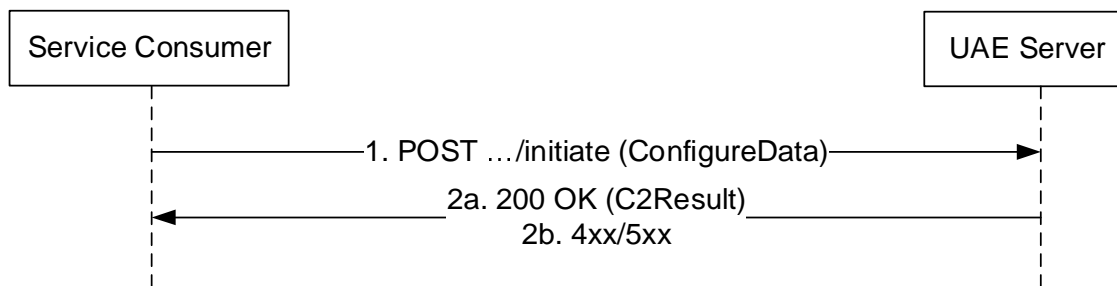 Service Consumer
UAE Server
1. POST …/initiate (ConfigureData)
2a. 200 OK (C2Result)
2b. 4xx/5xx